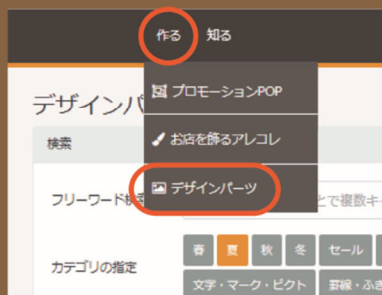 作る 知る
プロモーションPOP
デザインパ
お店を飾るアレコレ
検索
デザインパーツ
フリーワード検
とで複数キー
春 夏 秋 冬 セール
カテゴリの指定
文字・マーク・ピクト 罫線・ふき